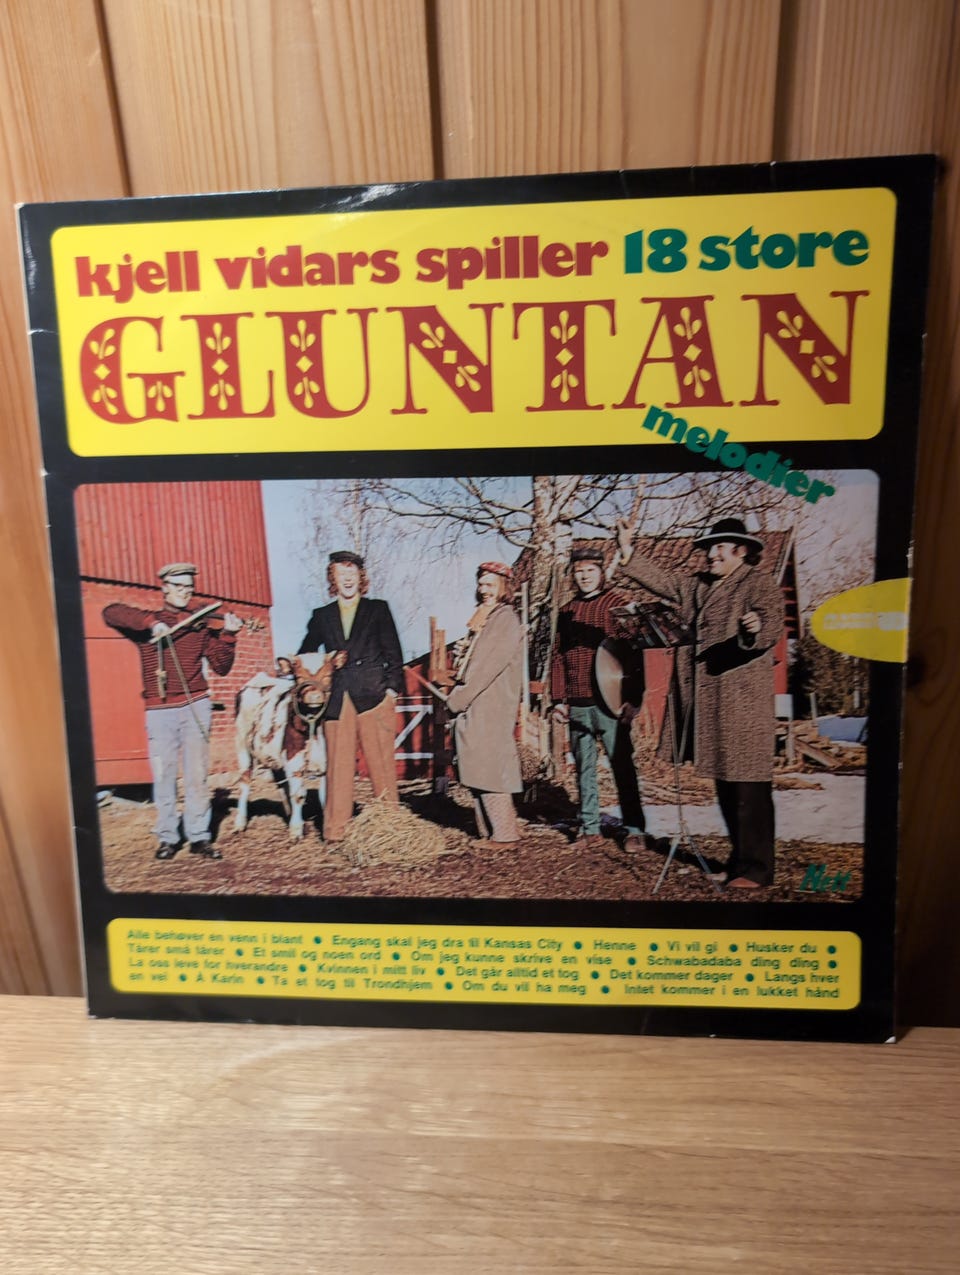 kjell vidars spiller 18 store
GLUNTAN
melodier
Nett
Alle behøver en venn i blant • Engang skal jeg dra til Kansas City • Henne • Vi vil gi • Husker du •
Tårer små tårer • Et smil og noen ord • Om jeg kunne skrive en vise • Schwabadaba ding ding •
La oss leve for hverandre • Kvinnen i mitt liv • Det går alltid et tog • Det kommer dager • Langs hver
en vei • Å Karin • Ta et tog til Trondhjem • Om du vil ha meg • Intet kommer i en lukket hånd